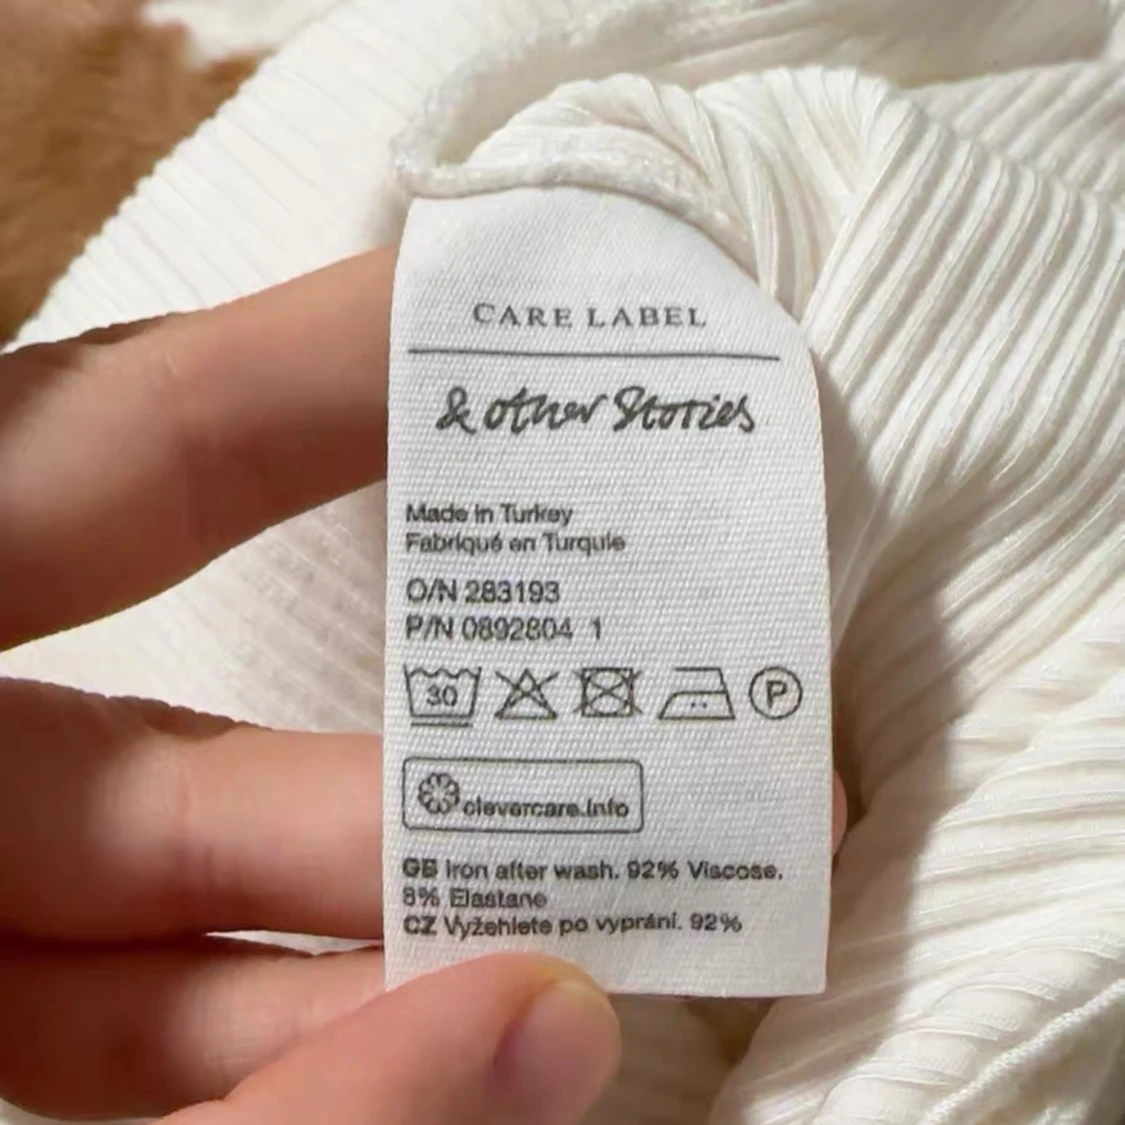 CARE LABEL
& other Stories
Made in Turkey
Fabriqué en Turquie
O/N 283193
P/N 0892804 1
30
P
clevercare.info
GB Iron after wash. 92% Viscose.
8% Elastane
CZ Vyžehlete po vyprání. 92%